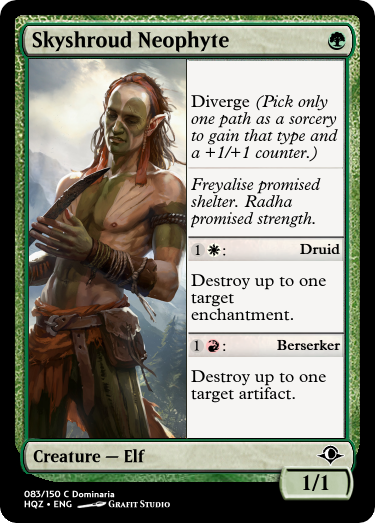 Skyshroud Neophyte
Diverge (Pick only
one path as a sorcery
to gain that type and
a +1/+1 counter.)
Freyalise promised
shelter. Radha
promised strength.
1 : Druid
Destroy up to one
target
enchantment.
1 : Berserker
Destroy up to one
target artifact.
Creature — Elf
1/1
083/150 C Dominaria
HQZ • ENG Grafit Studio